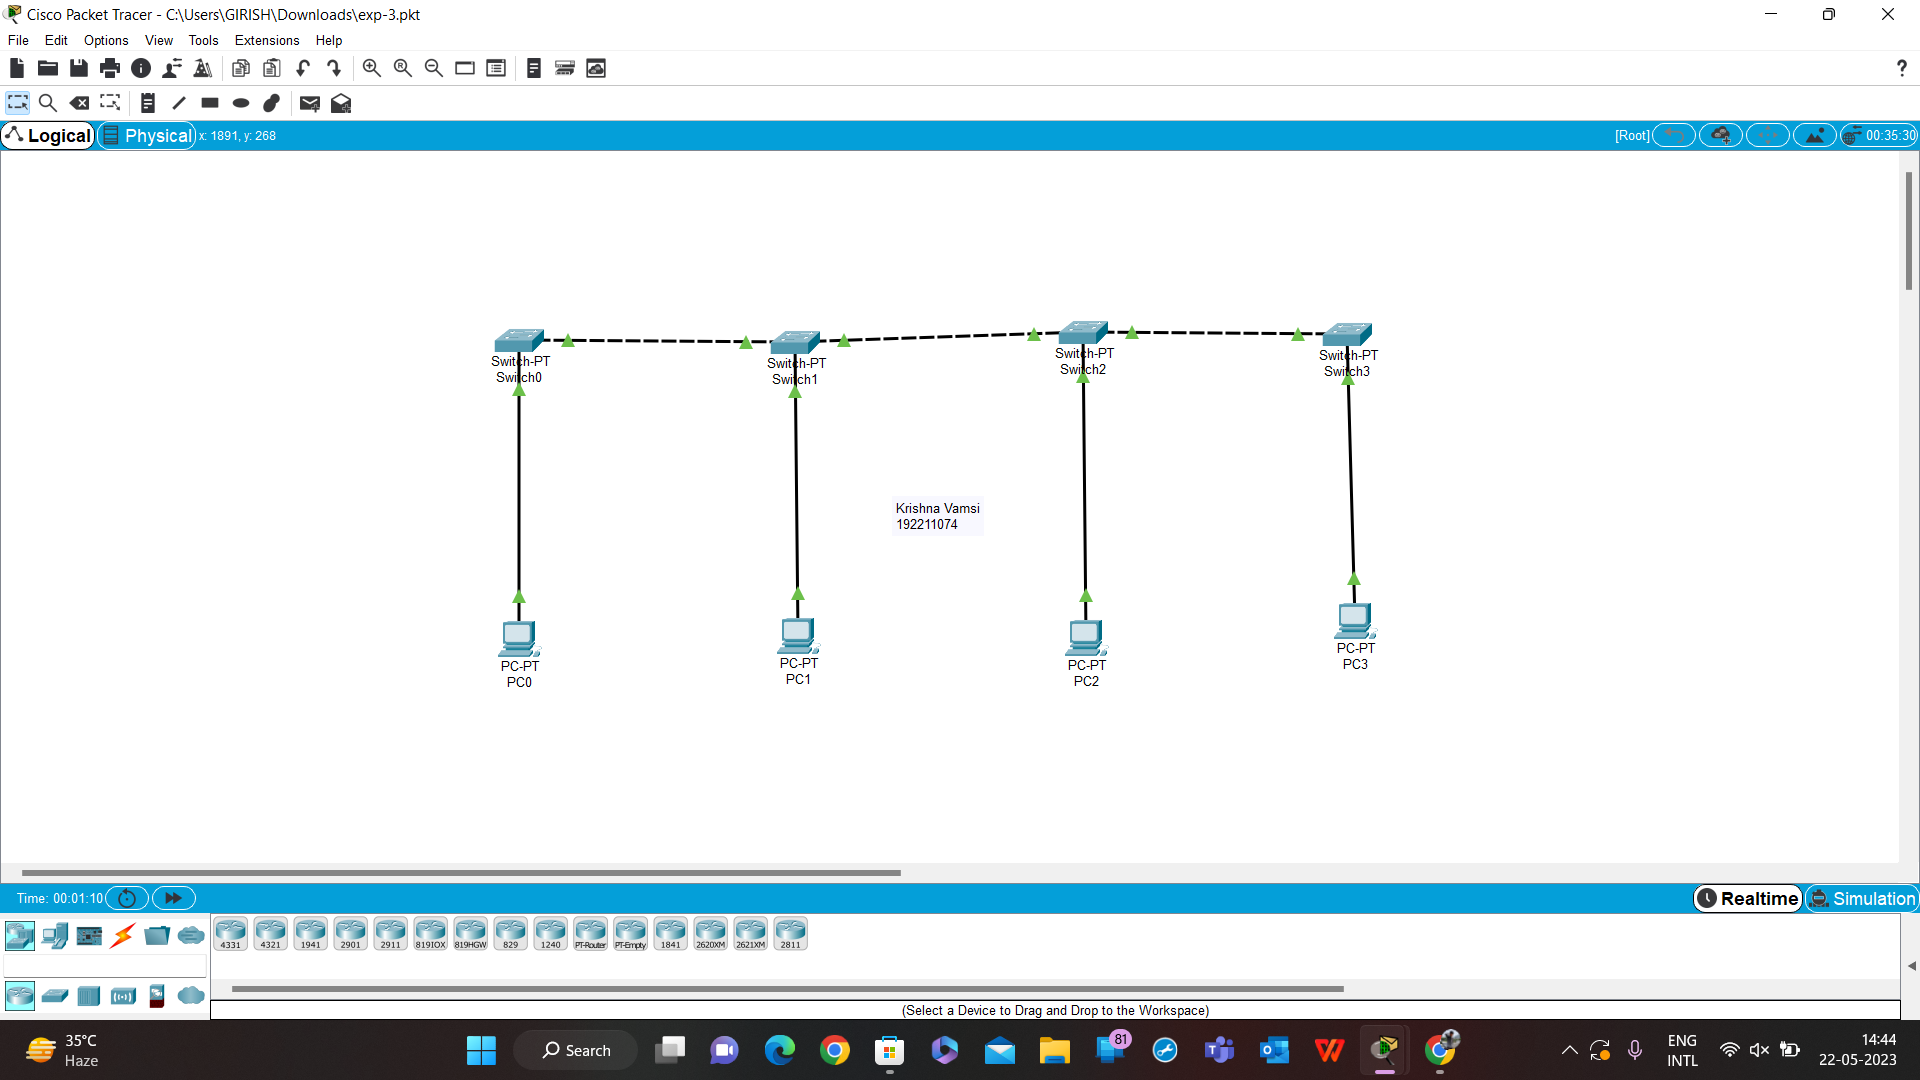 Cisco Packet Tracer - C:\Users\GIRISH\Downloads\exp-3.pkt
File Edit Options View Tools Extensions Help
?
Logical Physical x: 1891, y: 268 [Root] 00:35:30
Switch-PT
Switch0
Switch-PT
Switch1
Switch-PT
Switch2
Switch-PT
Switch3
Krishna Vamsi
192211074
PC-PT
PC0
PC-PT
PC1
PC-PT
PC2
PC-PT
PC3
Time: 00:01:10 Realtime Simulation
4331 4321 1941 2901 2911 819IOX 819HGW 829 1240 PT-Router PT-Empty 1841 2620XM 2621XM 2811
(Select a Device to Drag and Drop to the Workspace)
35°C
Haze
Search
81
ENG
INTL
14:44
22-05-2023